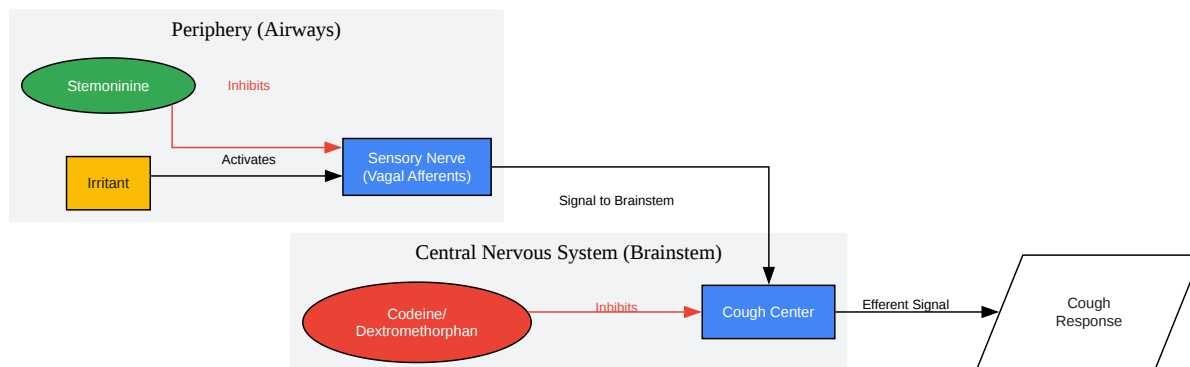 Periphery (Airways)
Stemoninine
Inhibits
Activates
Irritant
Sensory Nerve
(Vagal Afferents)
Signal to Brainstem
Central Nervous System (Brainstem)
Codeine/
Dextromethorphan
Inhibits
Cough Center
Efferent Signal
Cough
Response